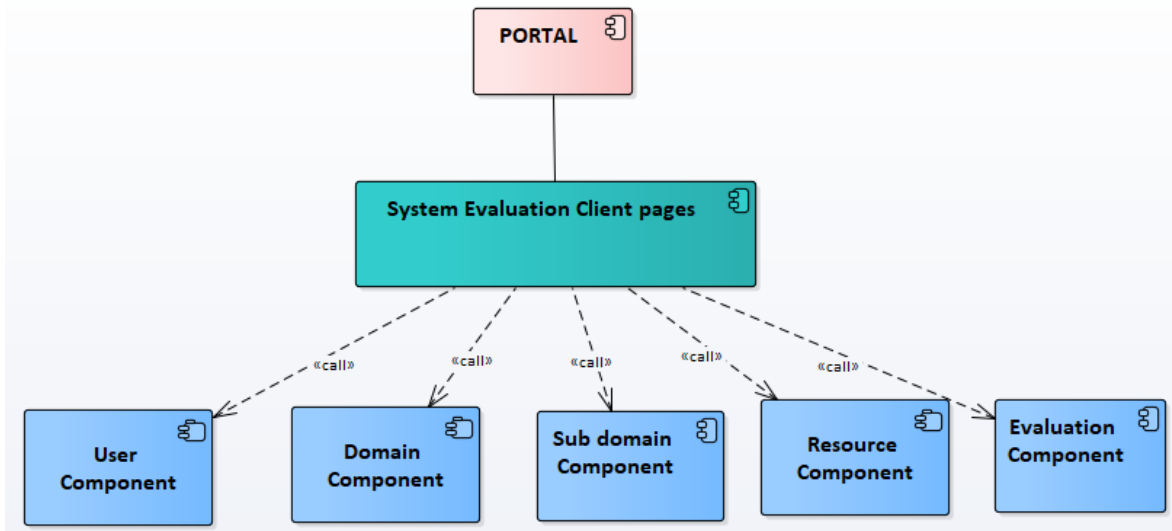 PORTAL
System Evaluation Client pages
«call»
«call»
«call»
«call»
«call»
User
Component
Domain
Component
Sub domain
Component
Resource
Component
Evaluation
Component